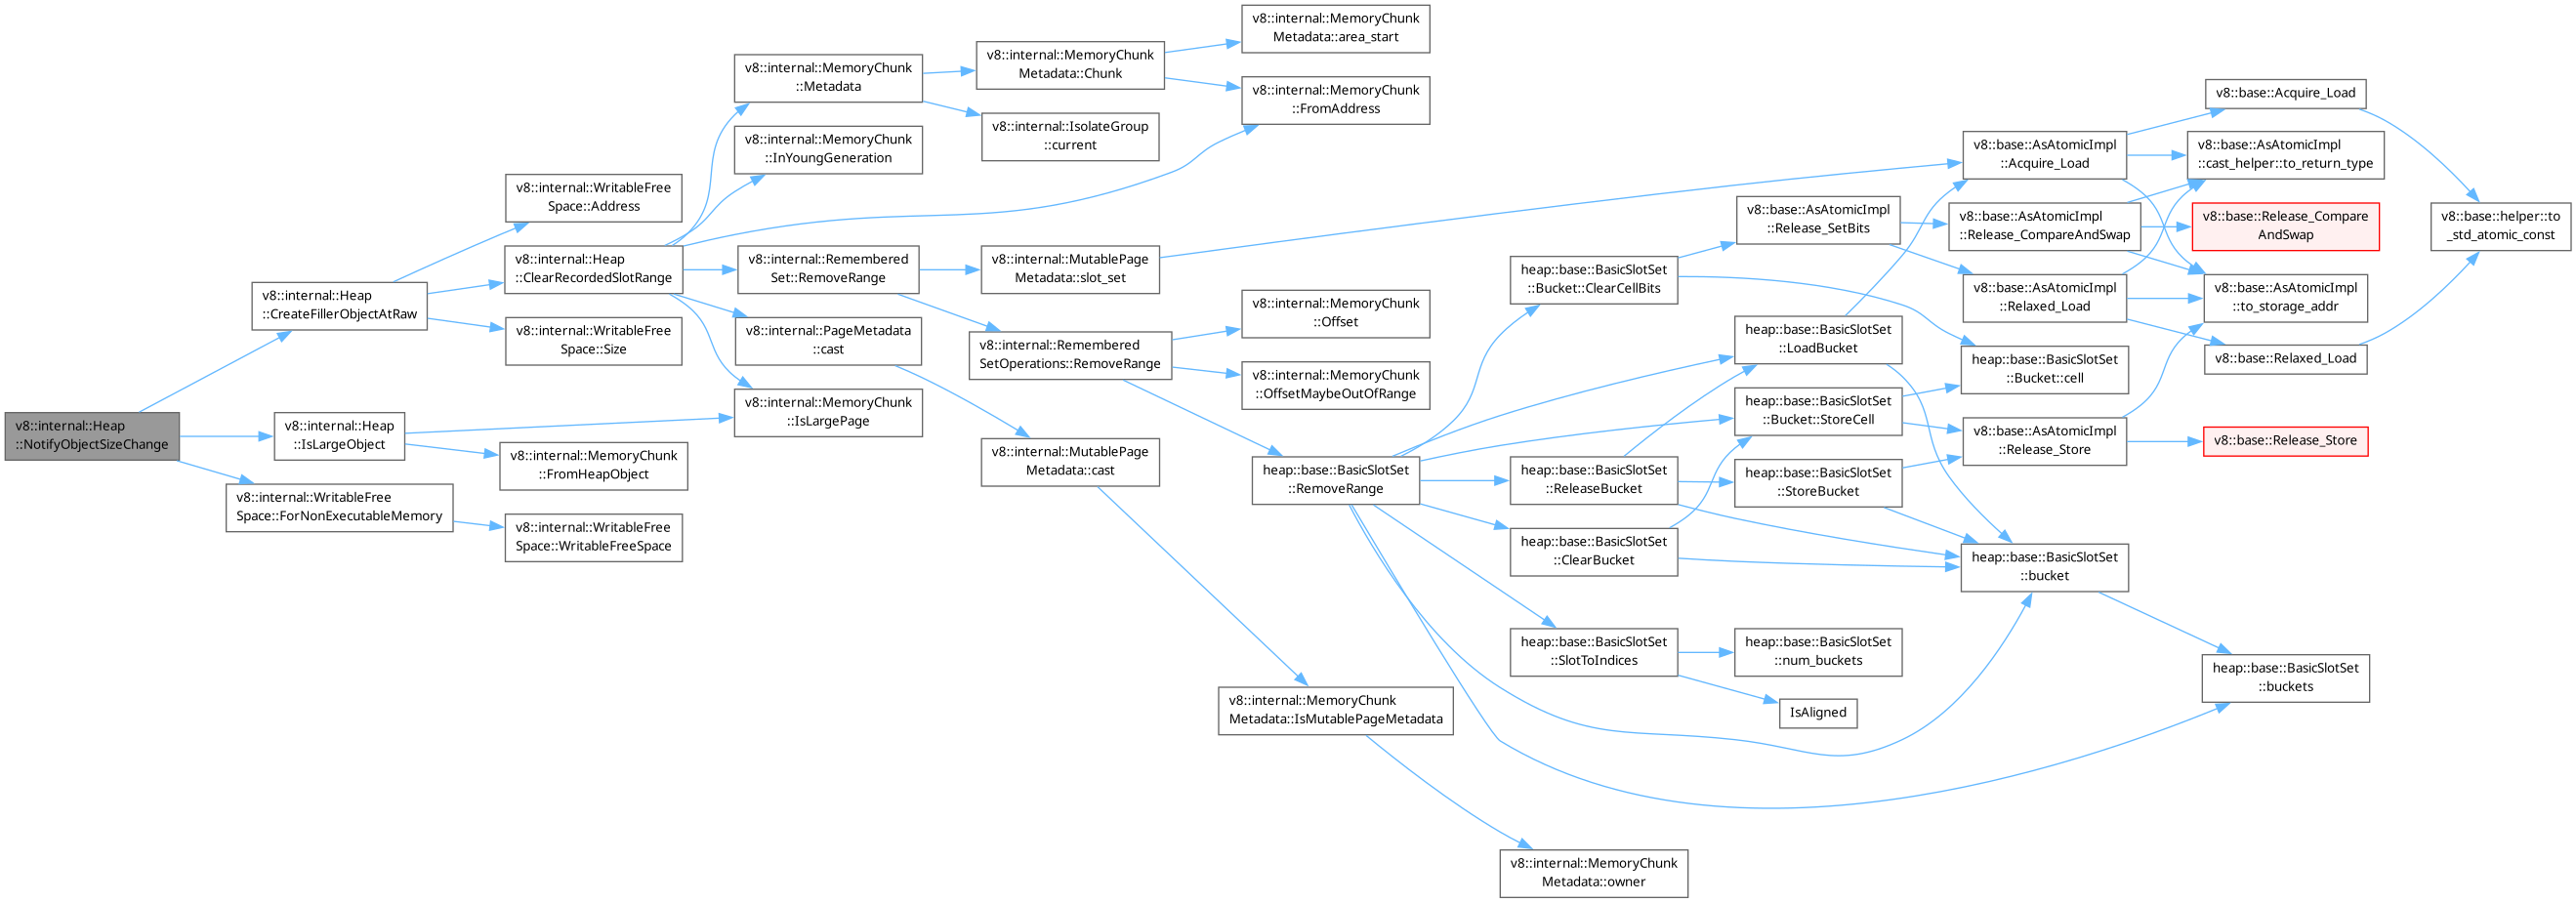 v8::internal::Heap
::NotifyObjectSizeChange
v8::internal::Heap
::CreateFillerObjectAtRaw
v8::internal::Heap
::IsLargeObject
v8::internal::WritableFree
Space::ForNonExecutableMemory
v8::internal::WritableFree
Space::Address
v8::internal::Heap
::ClearRecordedSlotRange
v8::internal::WritableFree
Space::Size
v8::internal::MemoryChunk
::FromHeapObject
v8::internal::WritableFree
Space::WritableFreeSpace
v8::internal::MemoryChunk
::Metadata
v8::internal::MemoryChunk
::InYoungGeneration
v8::internal::Remembered
Set::RemoveRange
v8::internal::PageMetadata
::cast
v8::internal::MemoryChunk
::IsLargePage
v8::internal::MemoryChunk
Metadata::Chunk
v8::internal::IsolateGroup
::current
v8::internal::MutablePage
Metadata::slot_set
v8::internal::Remembered
SetOperations::RemoveRange
v8::internal::MutablePage
Metadata::cast
v8::internal::MemoryChunk
Metadata::area_start
v8::internal::MemoryChunk
::FromAddress
v8::internal::MemoryChunk
::Offset
v8::internal::MemoryChunk
::OffsetMaybeOutOfRange
heap::base::BasicSlotSet
::RemoveRange
v8::internal::MemoryChunk
Metadata::IsMutablePageMetadata
heap::base::BasicSlotSet
::Bucket::ClearCellBits
heap::base::BasicSlotSet
::ReleaseBucket
heap::base::BasicSlotSet
::ClearBucket
heap::base::BasicSlotSet
::SlotToIndices
v8::internal::MemoryChunk
Metadata::owner
v8::base::AsAtomicImpl
::Release_SetBits
heap::base::BasicSlotSet
::LoadBucket
heap::base::BasicSlotSet
::Bucket::StoreCell
heap::base::BasicSlotSet
::StoreBucket
heap::base::BasicSlotSet
::num_buckets
IsAligned
v8::base::AsAtomicImpl
::Acquire_Load
v8::base::AsAtomicImpl
::Release_CompareAndSwap
v8::base::AsAtomicImpl
::Relaxed_Load
heap::base::BasicSlotSet
::Bucket::cell
v8::base::AsAtomicImpl
::Release_Store
heap::base::BasicSlotSet
::bucket
v8::base::Acquire_Load
v8::base::AsAtomicImpl
::cast_helper::to_return_type
v8::base::Release_Compare
AndSwap
v8::base::AsAtomicImpl
::to_storage_addr
v8::base::Relaxed_Load
v8::base::Release_Store
heap::base::BasicSlotSet
::buckets
v8::base::helper::to
_std_atomic_const